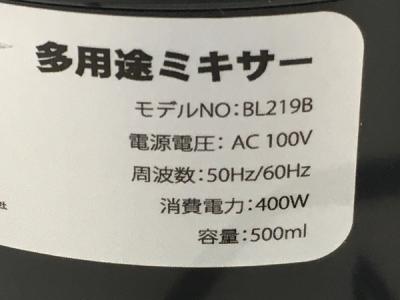 多用途ミキサー
モデルNO:BL219B
電源電圧: AC 100V
周波数:50Hz/60Hz
消費電力:400W
社
容量:500ml